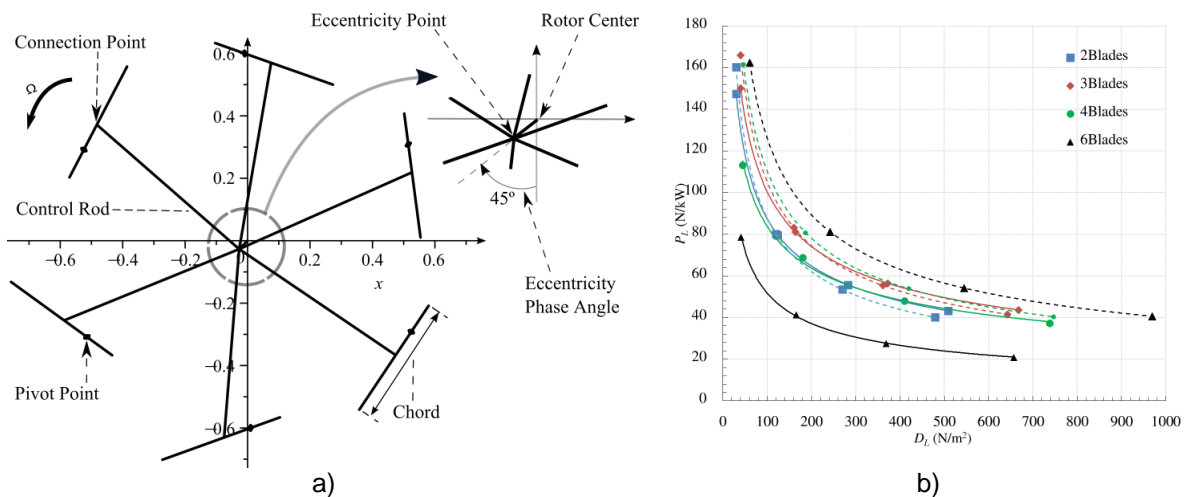 Eccentricity
Point
Rotor Center
Connection Point
Ω
Control Rod
Pivot Point
Chord
45°
Eccentricity
Phase Angle
0.6
0.4
0.2
−0.2
−0.4
−0.6
−0.6
−0.4
−0.2
0.0
0.2
0.4
0.6
x
a)
180
160
140
120
100
80
60
40
20
0
P_L (N/kW)
0
100
200
300
400
500
600
700
800
900
1000
D_L (N/m²)
2Blades
3Blades
4Blades
6Blades
b)